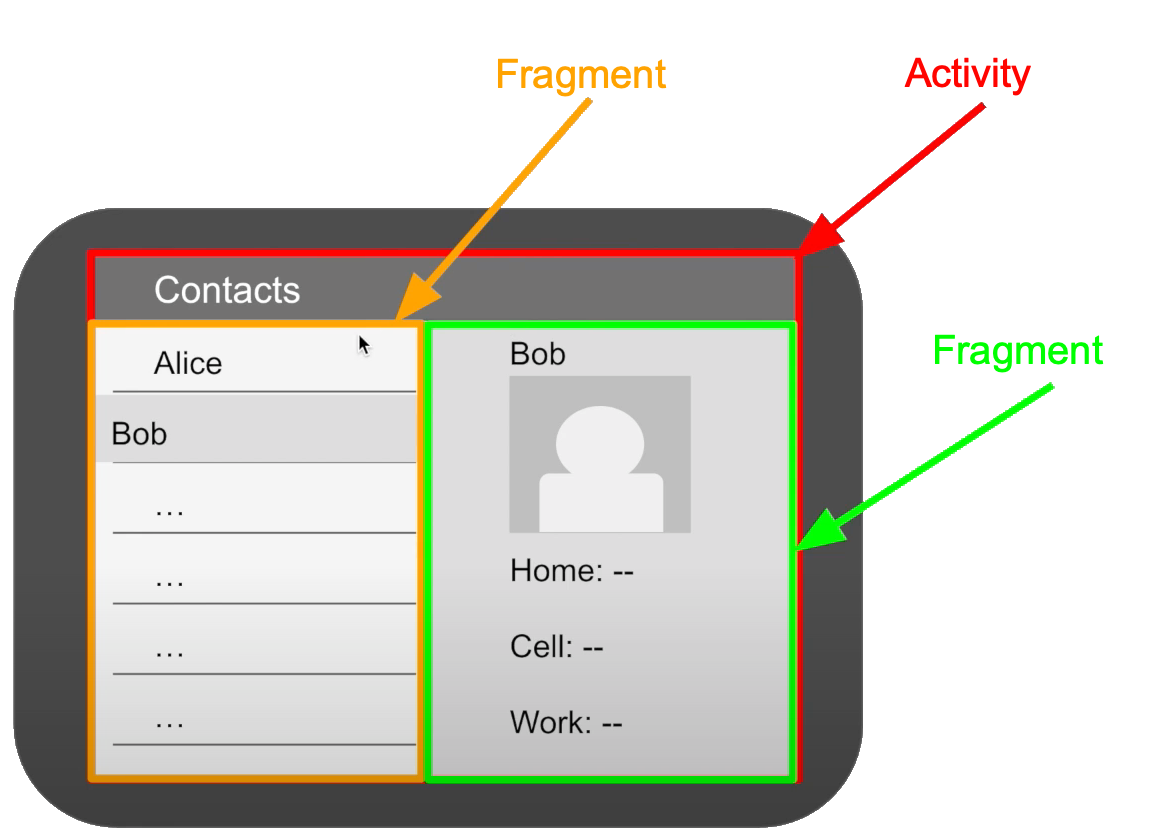 Fragment
Activity
Contacts
Fragment
Alice
Bob
...
...
...
...
Bob
Home: --
Cell: --
Work: --